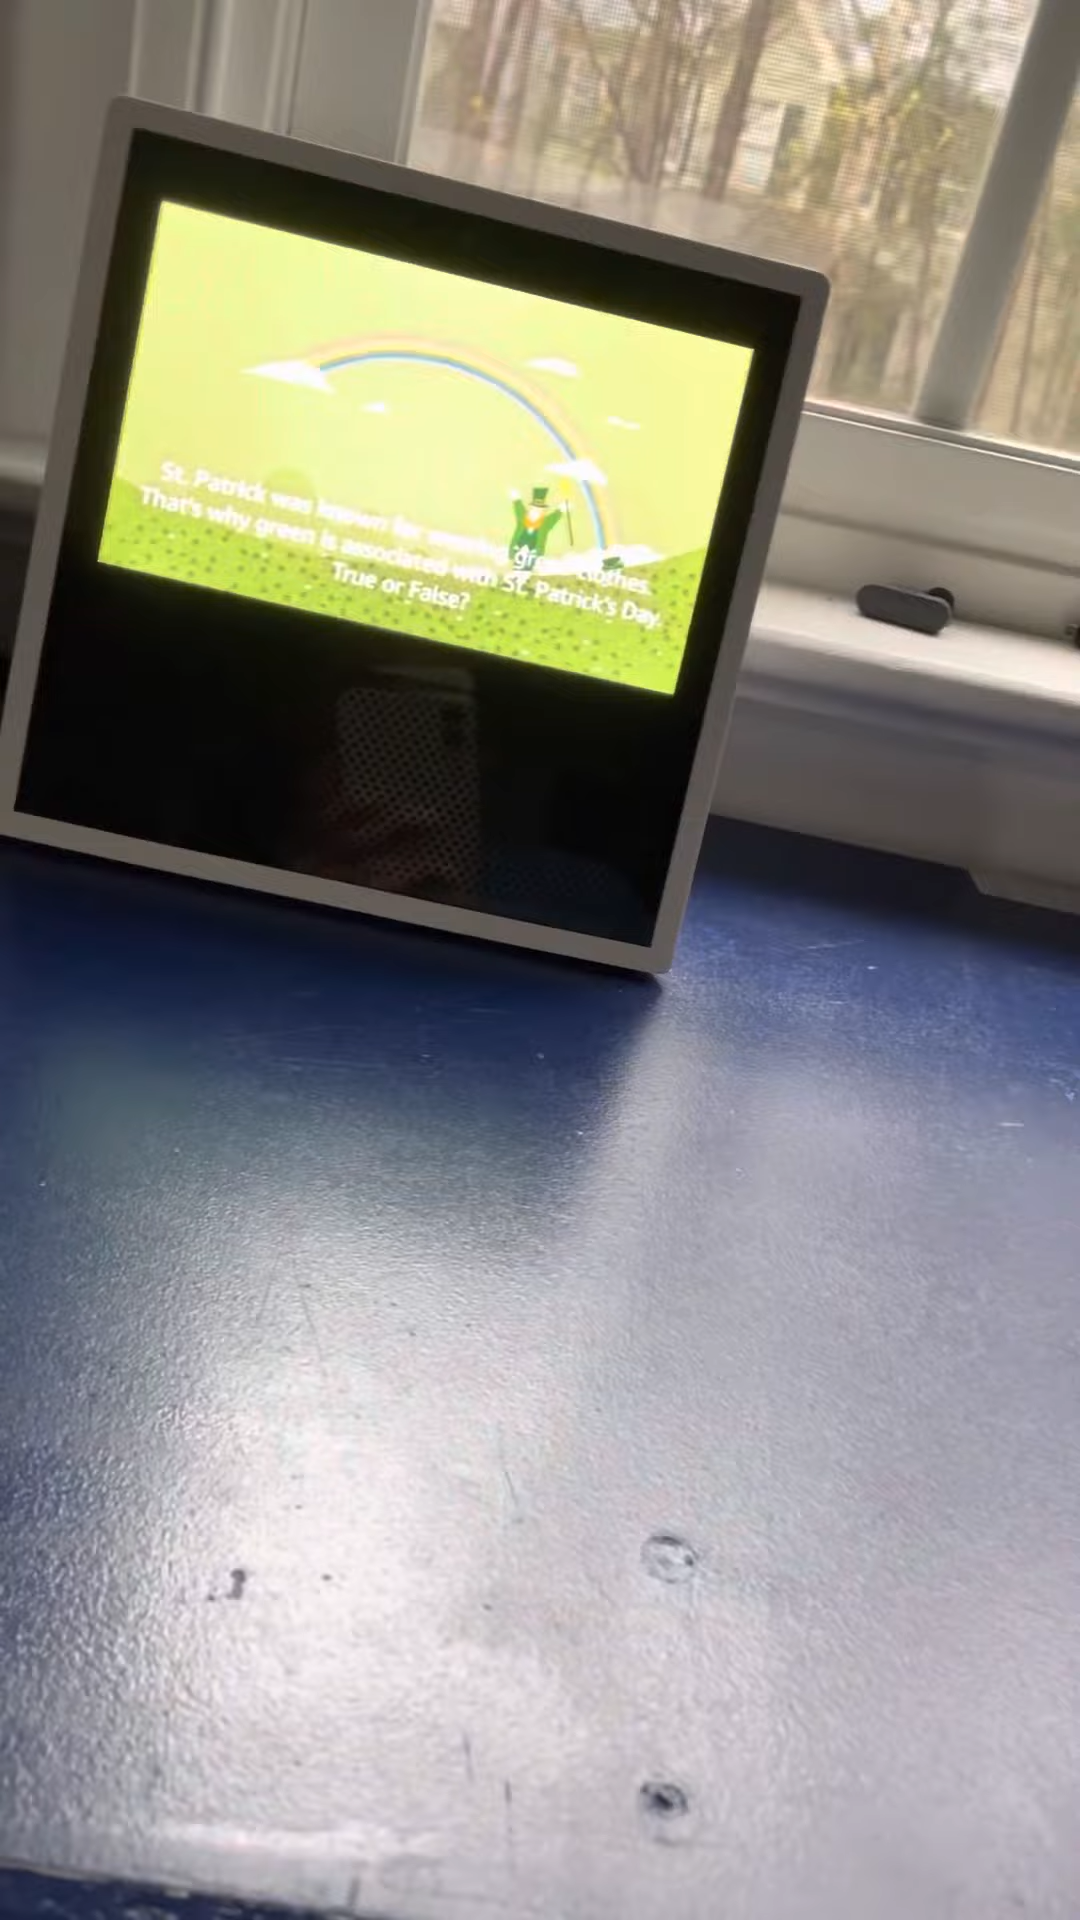 St. Patrick was known for wearing green clothes.
That's why green is associated with St. Patrick's Day.
True or False?